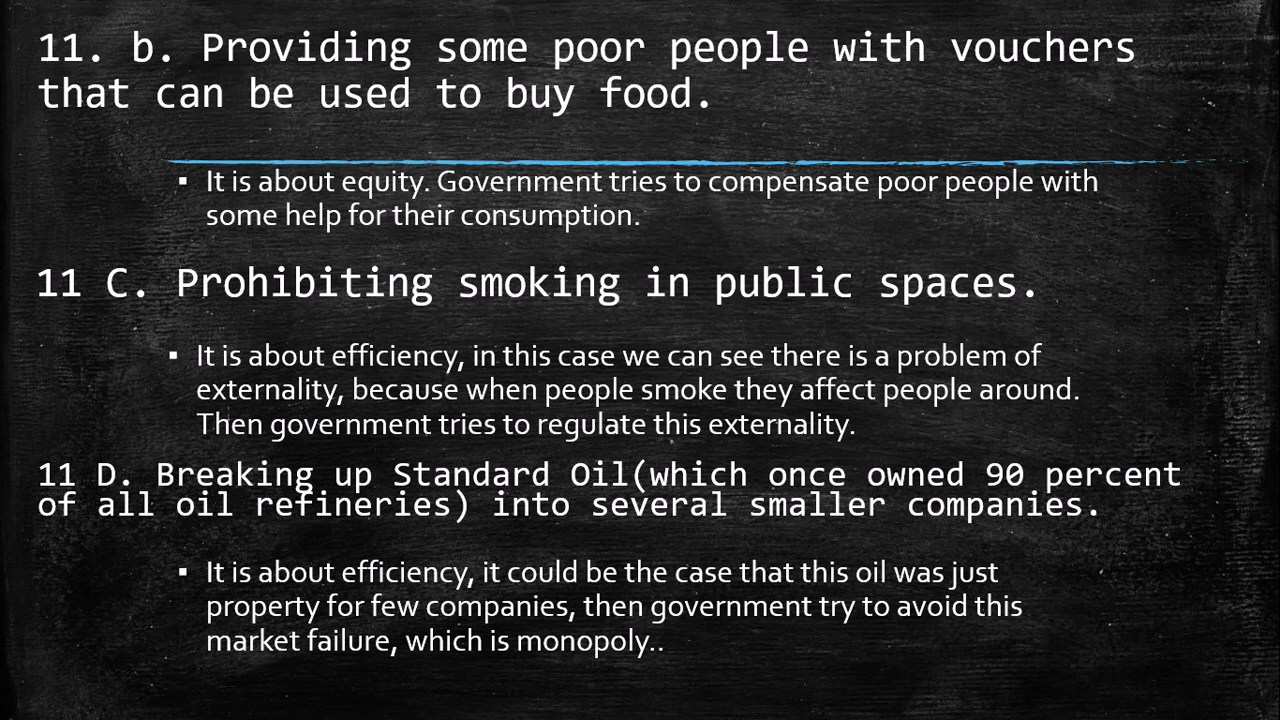 11. b. Providing some poor people with vouchers
that can be used to buy food.
▪ It is about equity. Government tries to compensate poor people with
some help for their consumption.
11 C. Prohibiting smoking in public spaces.
▪ It is about efficiency, in this case we can see there is a problem of
externality, because when people smoke they affect people around.
Then government tries to regulate this externality.
11 D. Breaking up Standard Oil(which once owned 90 percent
of all oil refineries) into several smaller companies.
▪ It is about efficiency, it could be the case that this oil was just
property for few companies, then government try to avoid this
market failure, which is monopoly..